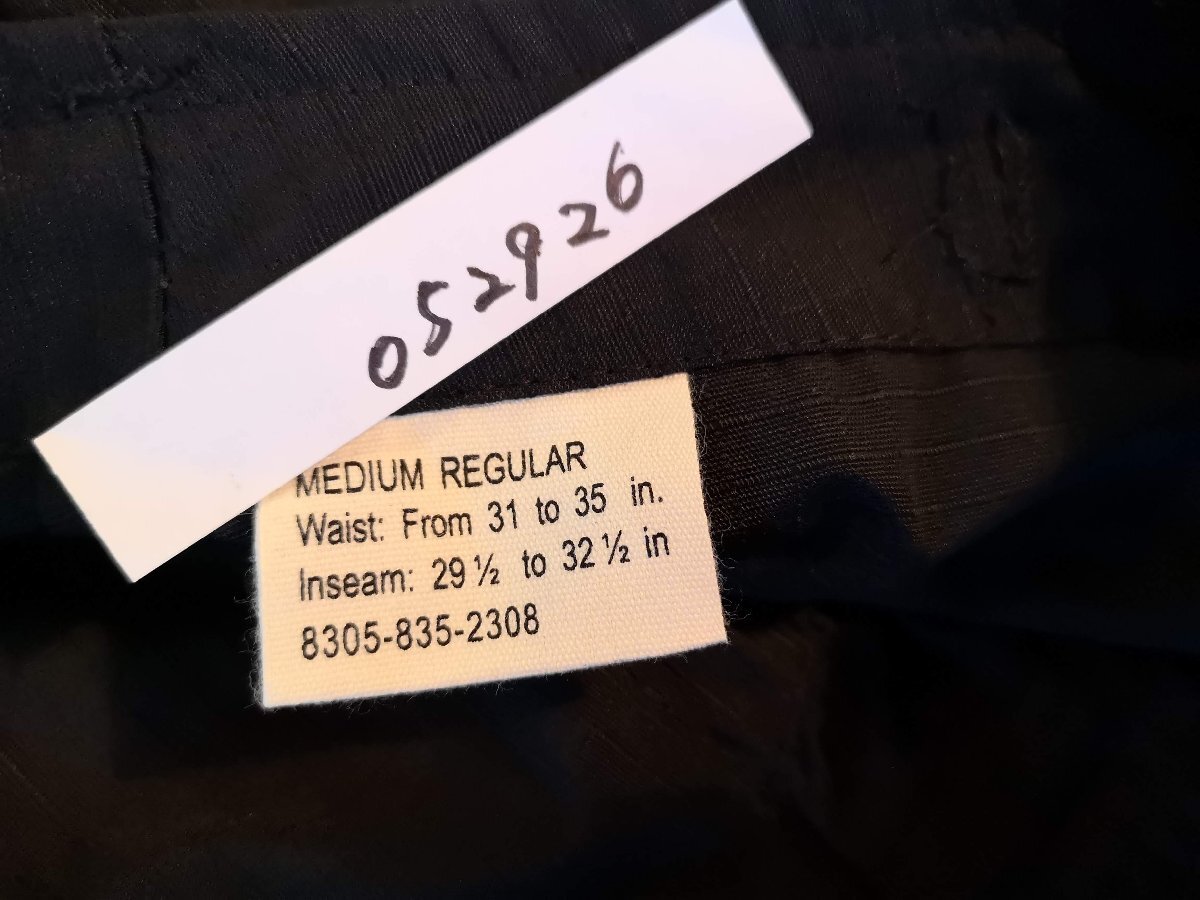 052926
MEDIUM REGULAR
Waist: From 31 to 35 in.
Inseam: 29 ½ to 32 ½ in
8305-835-2308